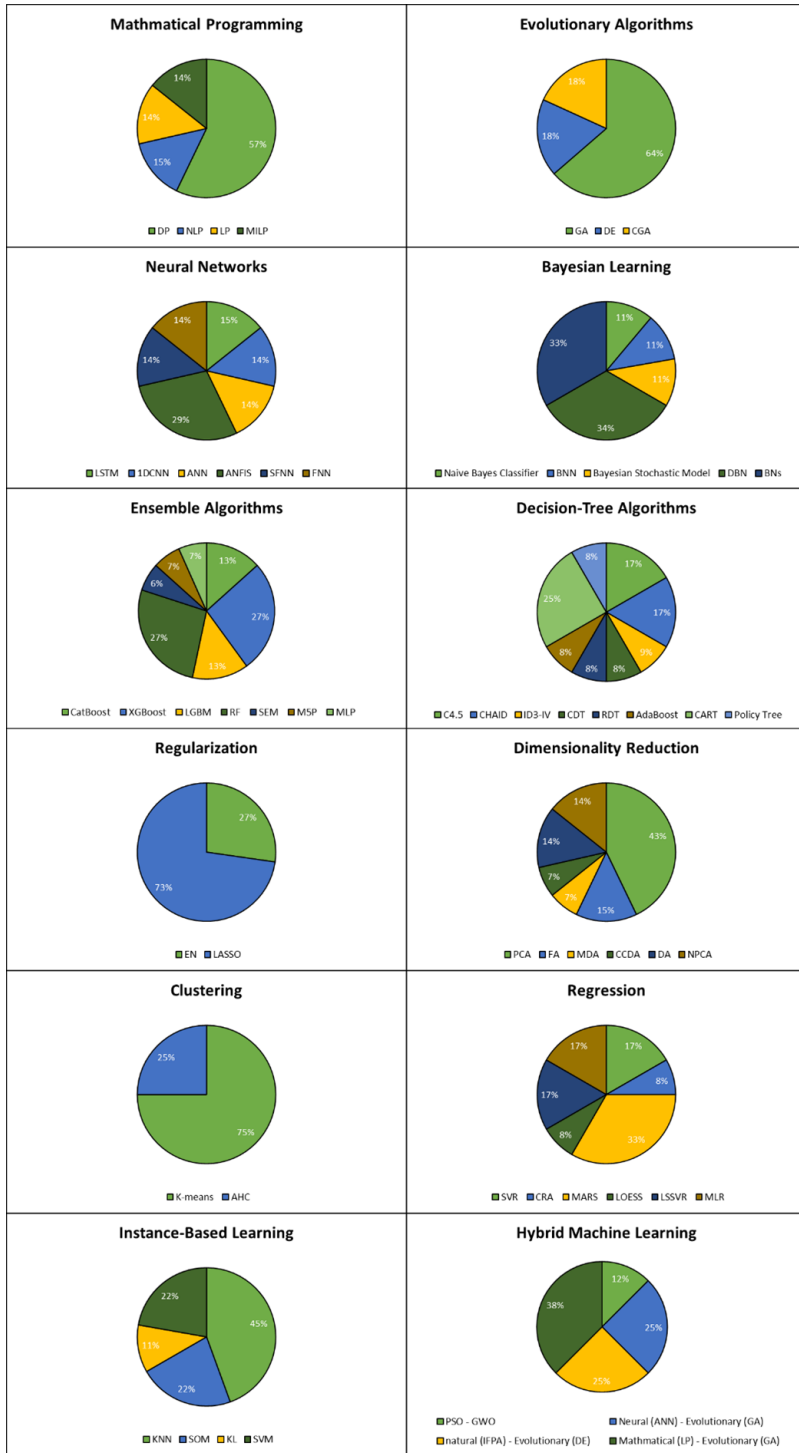 Mathmatical Programming
14%
14%
57%
15%
DP NLP LP MILP
Evolutionary Algorithms
18%
18%
64%
GA DE CGA
Neural Networks
14%
15%
14%
14%
14%
29%
LSTM 1DCNN ANN ANFIS SFNN FNN
Bayesian Learning
11%
33%
11%
11%
34%
Naive Bayes Classifier BNN Bayesian Stochastic Model DBN BNs
Ensemble Algorithms
7%
13%
7%
6%
27%
27%
13%
CatBoost XGBoost LGBM RF SEM M5P MLP
Decision-Tree Algorithms
8%
17%
25%
17%
8%
9%
8%
8%
C4.5 CHAID ID3-IV CDT RDT AdaBoost CART Policy Tree
Regularization
27%
73%
EN LASSO
Dimensionality Reduction
14%
43%
14%
7%
7%
15%
PCA FA MDA CCDA DA NPCA
Clustering
25%
75%
K-means AHC
Regression
17%
17%
8%
17%
8%
33%
SVR CRA MARS LOESS LSSVR MLR
Instance-Based Learning
22%
45%
11%
22%
KNN SOM KL SVM
Hybrid Machine Learning
12%
38%
25%
25%
PSO - GWO Neural (ANN) - Evolutionary (GA)
natural (IFPA) - Evolutionary (DE) Mathmatical (LP) - Evolutionary (GA)